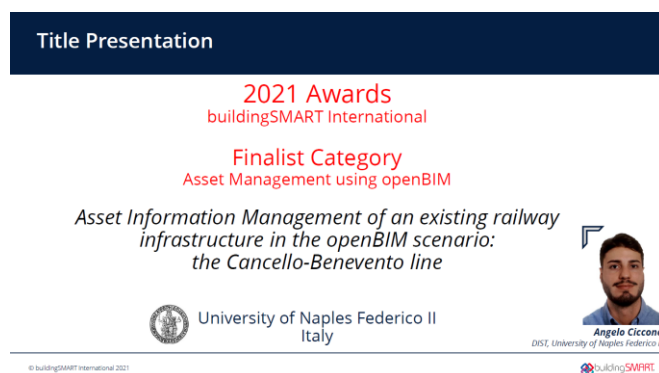 Title Presentation
2021 Awards
buildingSMART International
Finalist Category
Asset Management using openBIM
Asset Information Management of an existing railway
infrastructure in the openBIM scenario:
the Cancello-Benevento line
University of Naples Federico II
Italy
Angelo Ciccone
DIST, University of Naples Federico
© buildingSMART International 2021
buildingSMART